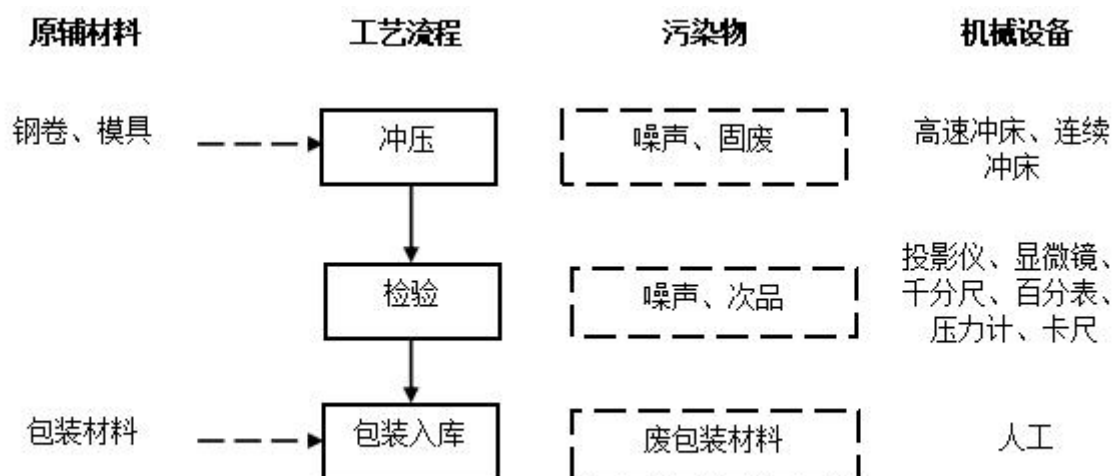 原辅材料 工艺流程 污染物 机械设备
钢卷、模具 冲压 噪声、固废 高速冲床、连续
冲床
检验 噪声、次品 投影仪、显微镜、
千分尺、百分表、
压力计、卡尺
包装材料 包装入库 废包装材料 人工